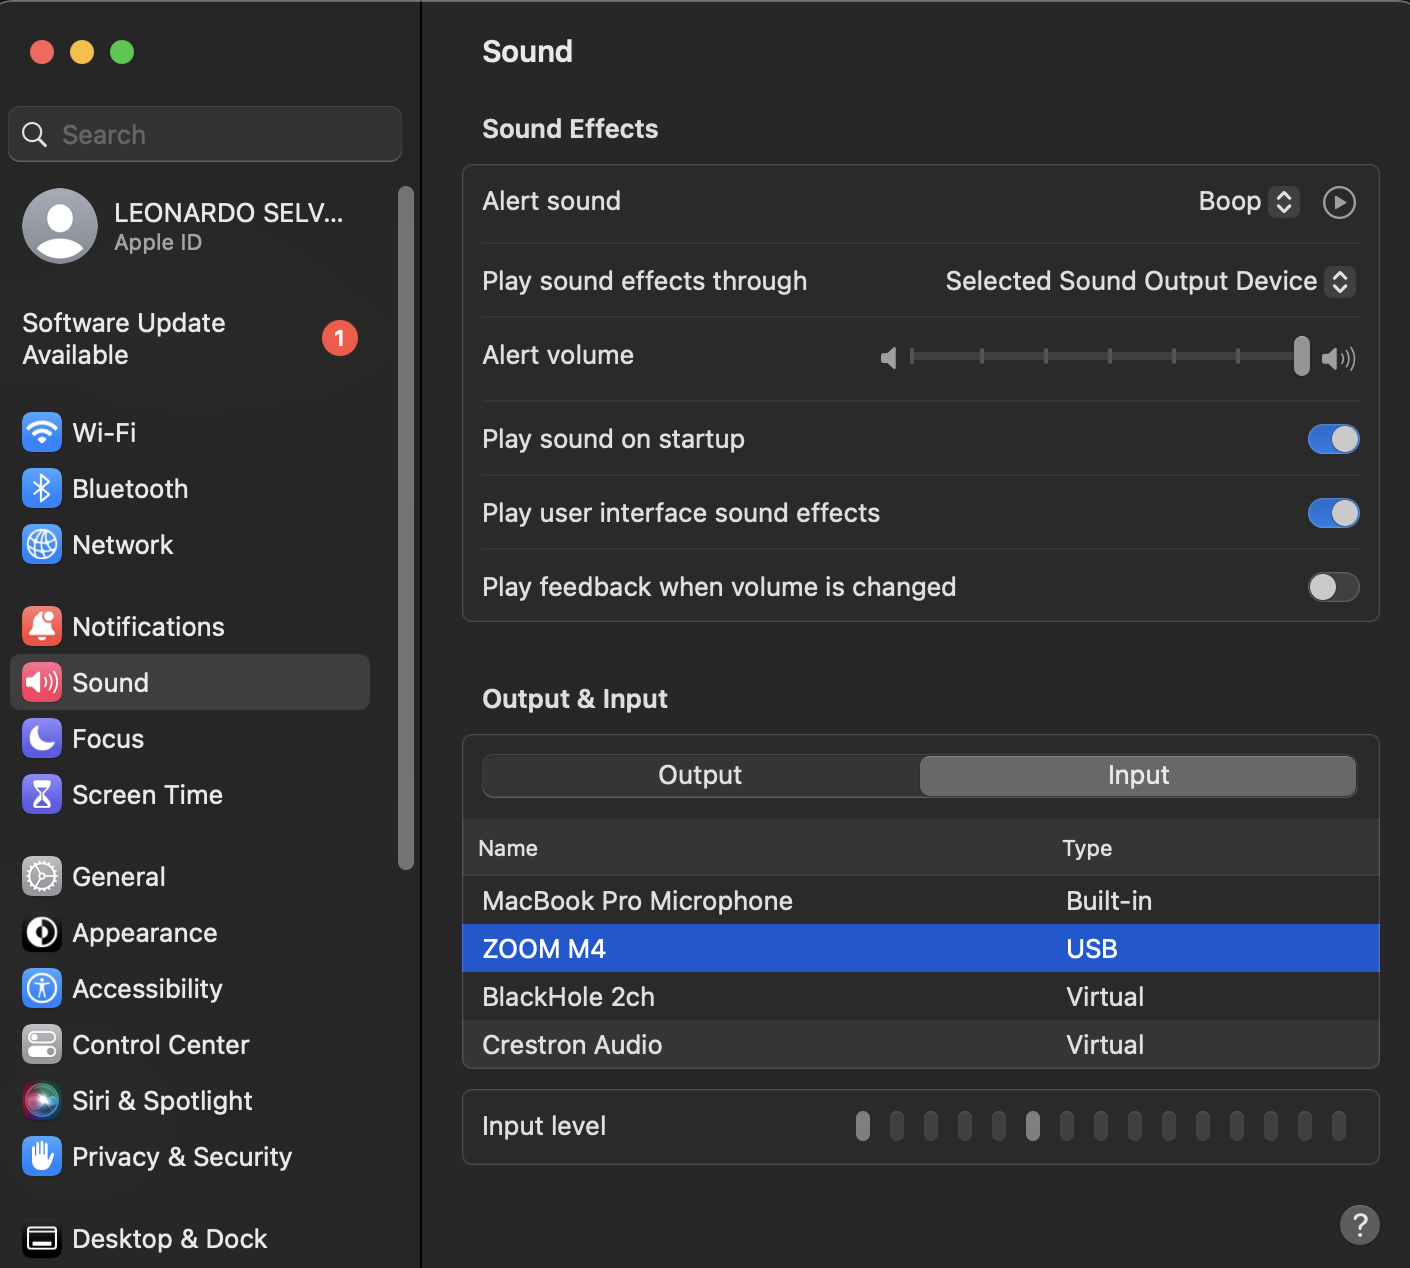 Sound
Search
LEONARDO SELV...
Apple ID
Software Update
Available
1
Wi-Fi
Bluetooth
Network
Notifications
Sound
Focus
Screen Time
General
Appearance
Accessibility
Control Center
Siri & Spotlight
Privacy & Security
Desktop & Dock
Sound Effects
Alert sound Boop
Play sound effects through Selected Sound Output Device
Alert volume
Play sound on startup
Play user interface sound effects
Play feedback when volume is changed
Output & Input
Output Input
Name Type
MacBook Pro Microphone Built-in
ZOOM M4 USB
BlackHole 2ch Virtual
Crestron Audio Virtual
Input level
?